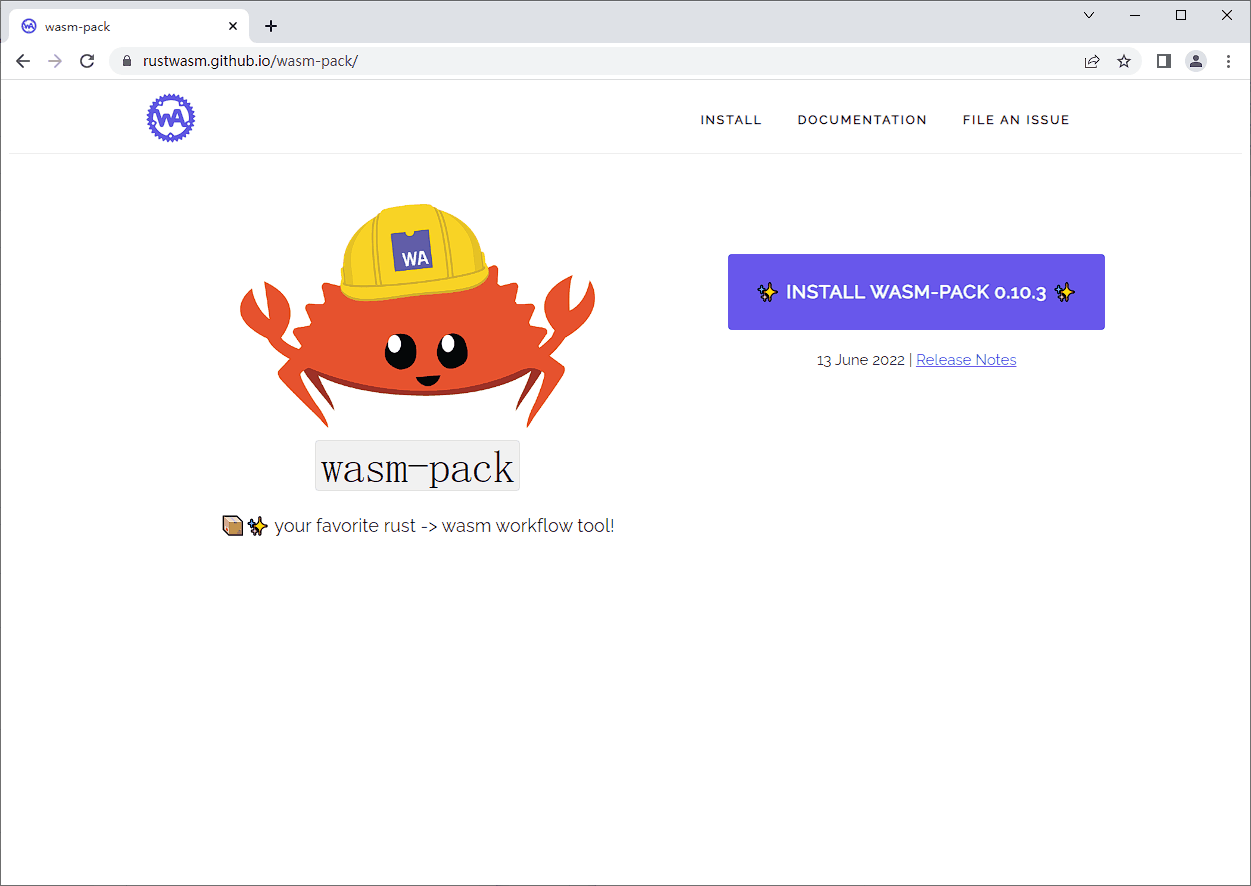 wasm-pack
rustwasm.github.io/wasm-pack/
WA
INSTALL DOCUMENTATION FILE AN ISSUE
WA
✨ INSTALL WASM-PACK 0.10.3 ✨
13 June 2022 | Release Notes
wasm-pack
📦✨ your favorite rust -> wasm workflow tool!